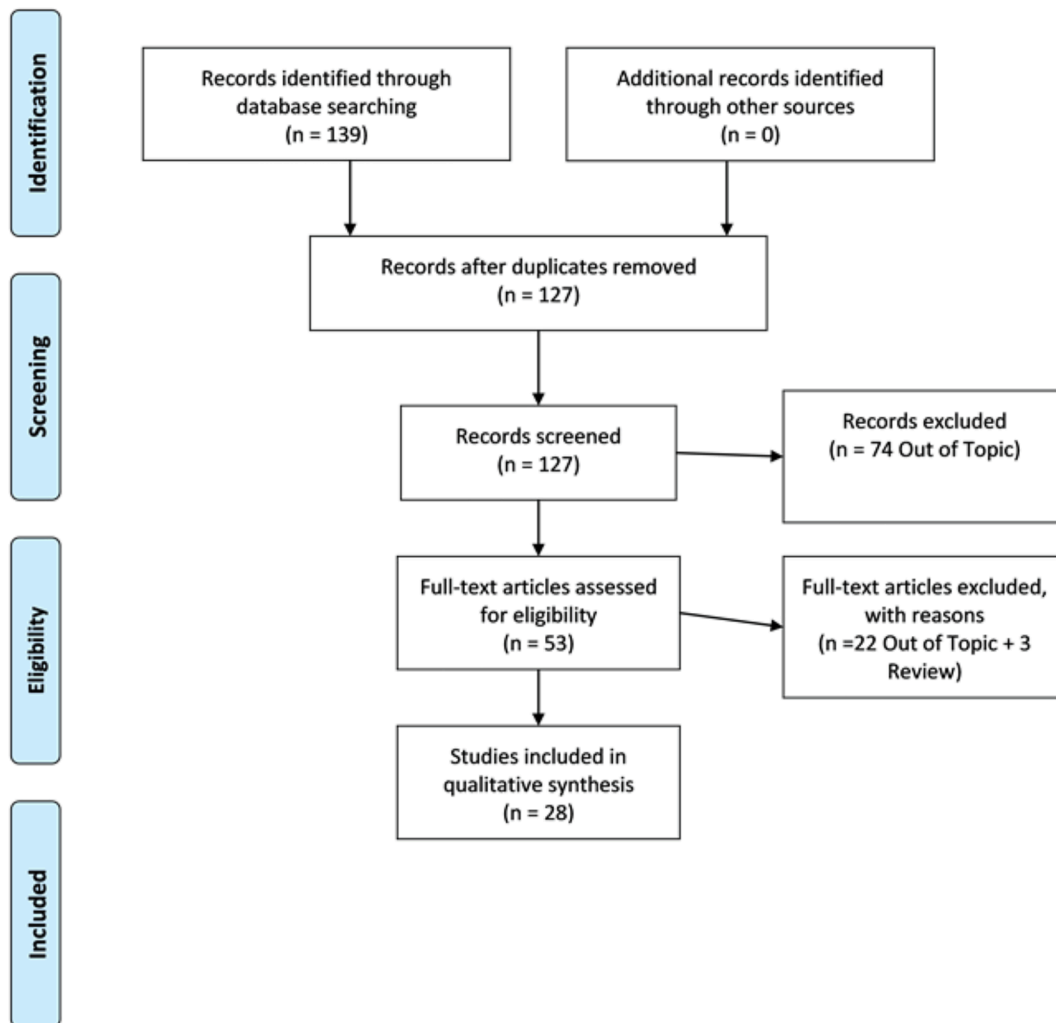 Identification
Records identified through
database searching
(n = 139)
Additional records identified
through other sources
(n = 0)
Records after duplicates removed
(n = 127)
Screening
Records screened
(n = 127)
Records excluded
(n = 74 Out of Topic)
Eligibility
Full-text articles assessed
for eligibility
(n = 53)
Full-text articles excluded,
with reasons
(n =22 Out of Topic + 3
Review)
Studies included in
qualitative synthesis
(n = 28)
Included